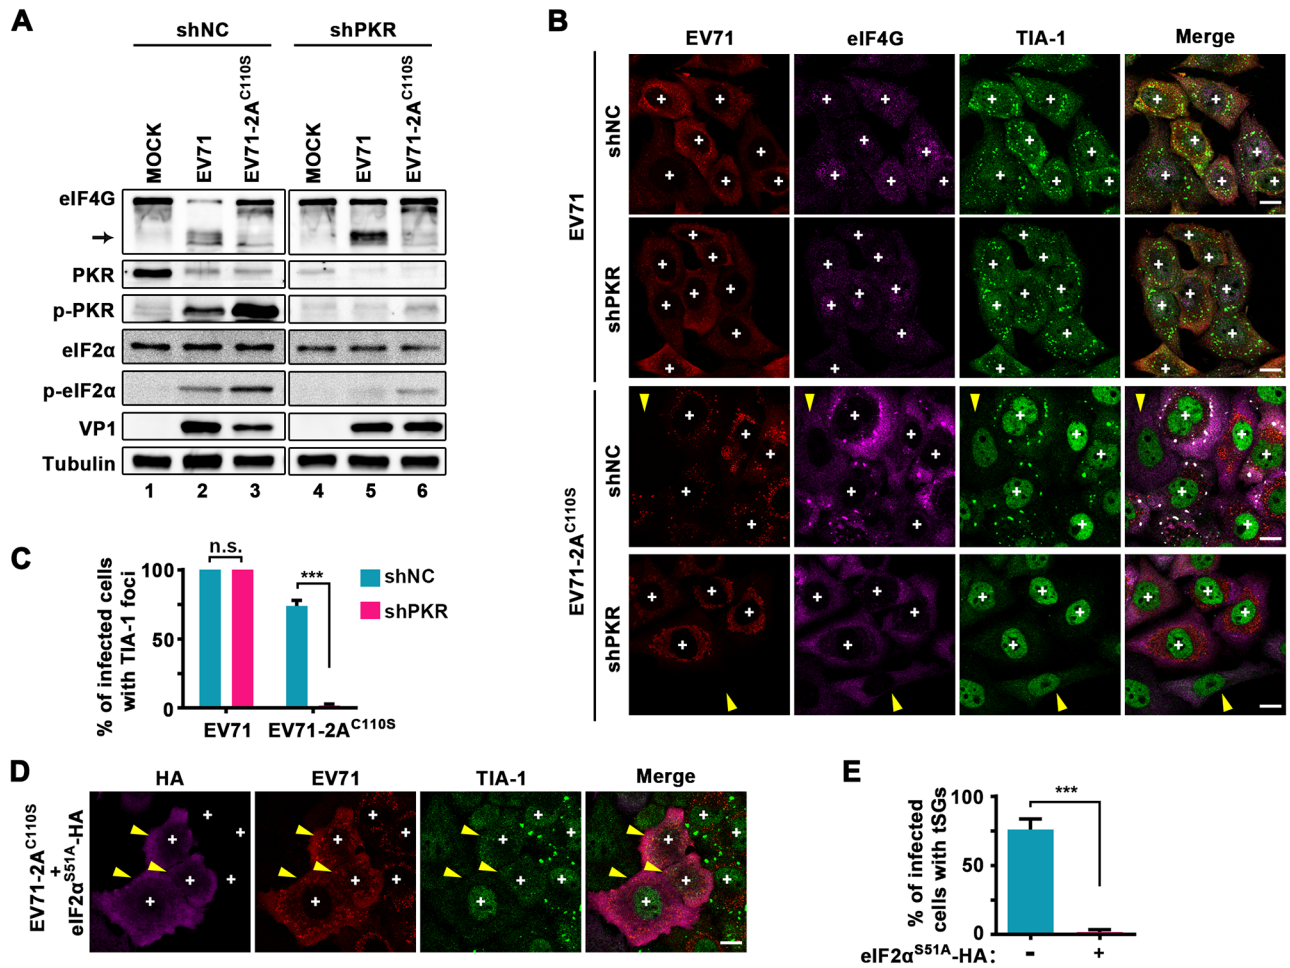 A
shNC
shPKR
MOCK
EV71
EV71-2A^C110S
MOCK
EV71
EV71-2A^C110S
eIF4G
PKR
p-PKR
eIF2α
p-eIF2α
VP1
Tubulin
1 2 3 4 5 6
B
EV71 eIF4G TIA-1 Merge
EV71
shNC
shPKR
EV71-2A^C110S
shNC
shPKR
C
% of infected cells
with TIA-1 foci
100
50
0
n.s.
***
shNC
shPKR
EV71 EV71-2A^C110S
D
HA EV71 TIA-1 Merge
EV71-2A^C110S
+
eIF2α^S51A-HA
E
% of infected
cells with tSGs
100
50
0
***
eIF2α^S51A-HA: - +